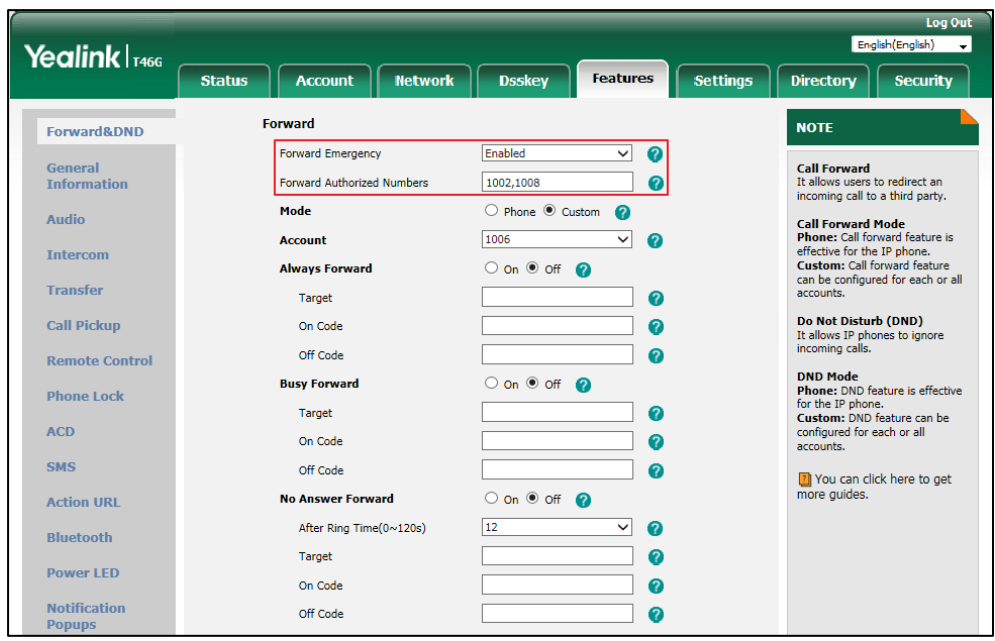 Log Out
English(English)
Yealink | T46G
Status Account Network Dsskey Features Settings Directory Security
Forward&DND
General
Information
Audio
Intercom
Transfer
Call Pickup
Remote Control
Phone Lock
ACD
SMS
Action URL
Bluetooth
Power LED
Notification
Popups
Forward
Forward Emergency Enabled ?
Forward Authorized Numbers 1002,1008 ?
Mode Phone Custom ?
Account 1006 ?
Always Forward On Off ?
Target ?
On Code ?
Off Code ?
Busy Forward On Off ?
Target ?
On Code ?
Off Code ?
No Answer Forward On Off ?
After Ring Time(0~120s) 12 ?
Target ?
On Code ?
Off Code ?
NOTE
Call Forward
It allows users to redirect an
incoming call to a third party.
Call Forward Mode
Phone: Call forward feature is
effective for the IP phone.
Custom: Call forward feature
can be configured for each or all
accounts.
Do Not Disturb (DND)
It allows IP phones to ignore
incoming calls.
DND Mode
Phone: DND feature is effective
for the IP phone.
Custom: DND feature can be
configured for each or all
accounts.
? You can click here to get
more guides.